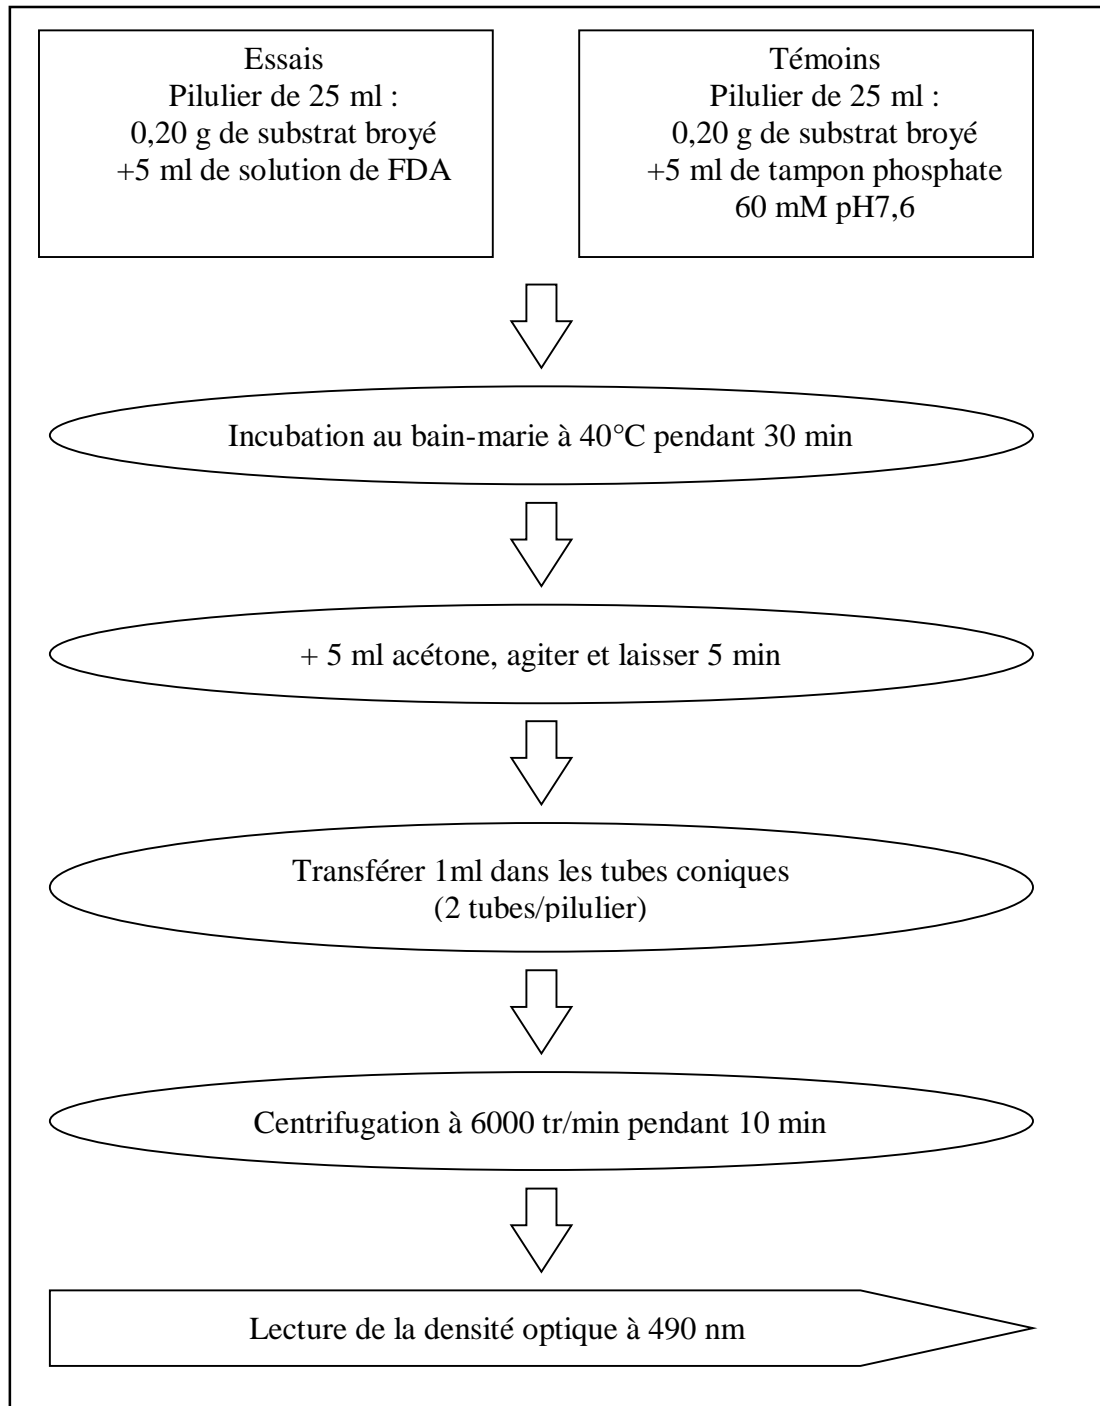 Essais
Pilulier de 25 ml :
0,20 g de substrat broyé
+5 ml de solution de FDA
Témoins
Pilulier de 25 ml :
0,20 g de substrat broyé
+5 ml de tampon phosphate
60 mM pH7,6
Incubation au bain-marie à 40°C pendant 30 min
+ 5 ml acétone, agiter et laisser 5 min
Transférer 1ml dans les tubes coniques
(2 tubes/pilulier)
Centrifugation à 6000 tr/min pendant 10 min
Lecture de la densité optique à 490 nm